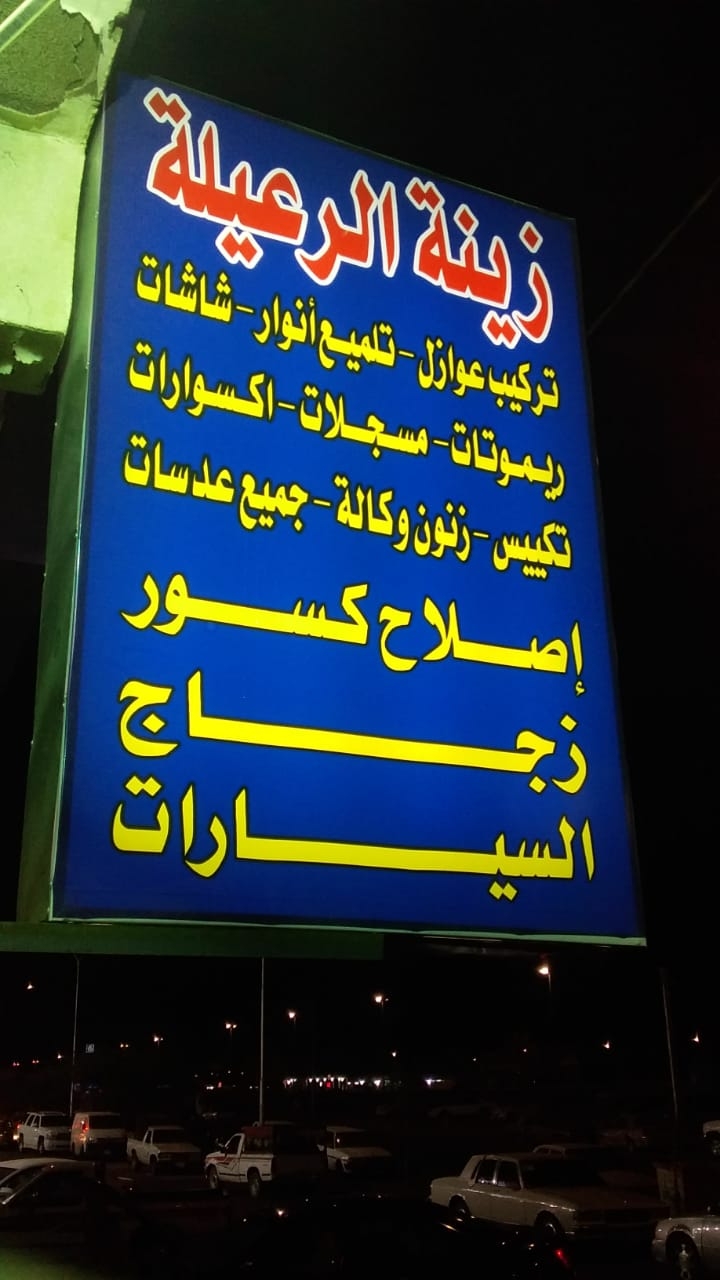 زينة الرعيلة
تركيب عوازل - تلميع أنوار - شاشات
ريموتات - مسجلات - اكسوارات
تكييس - زنون وكالة - جميع عدسات
إصلاح كسور
زجاج
السيارات